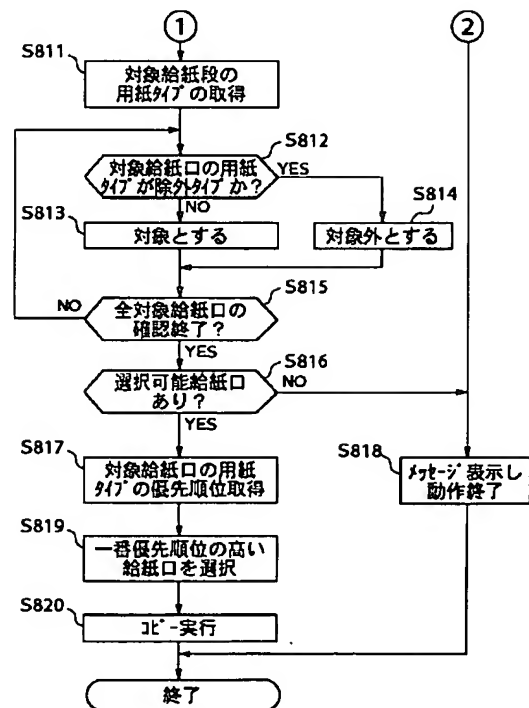 ①
②
S811
対象給紙段の
用紙ﾀｲﾌﾟの取得
S812
対象給紙口の用紙
ﾀｲﾌﾟが除外ﾀｲﾌﾟか？
YES
NO
S813
対象とする
S814
対象外とする
S815
全対象給紙口の
確認終了？
NO
YES
S816
選択可能給紙口
あり？
NO
YES
S817
対象給紙口の用紙
ﾀｲﾌﾟの優先順位取得
S818
ﾒｯｾｰｼﾞ表示し
動作終了
S819
一番優先順位の高い
給紙口を選択
S820
ｺﾋﾟｰ実行
終了